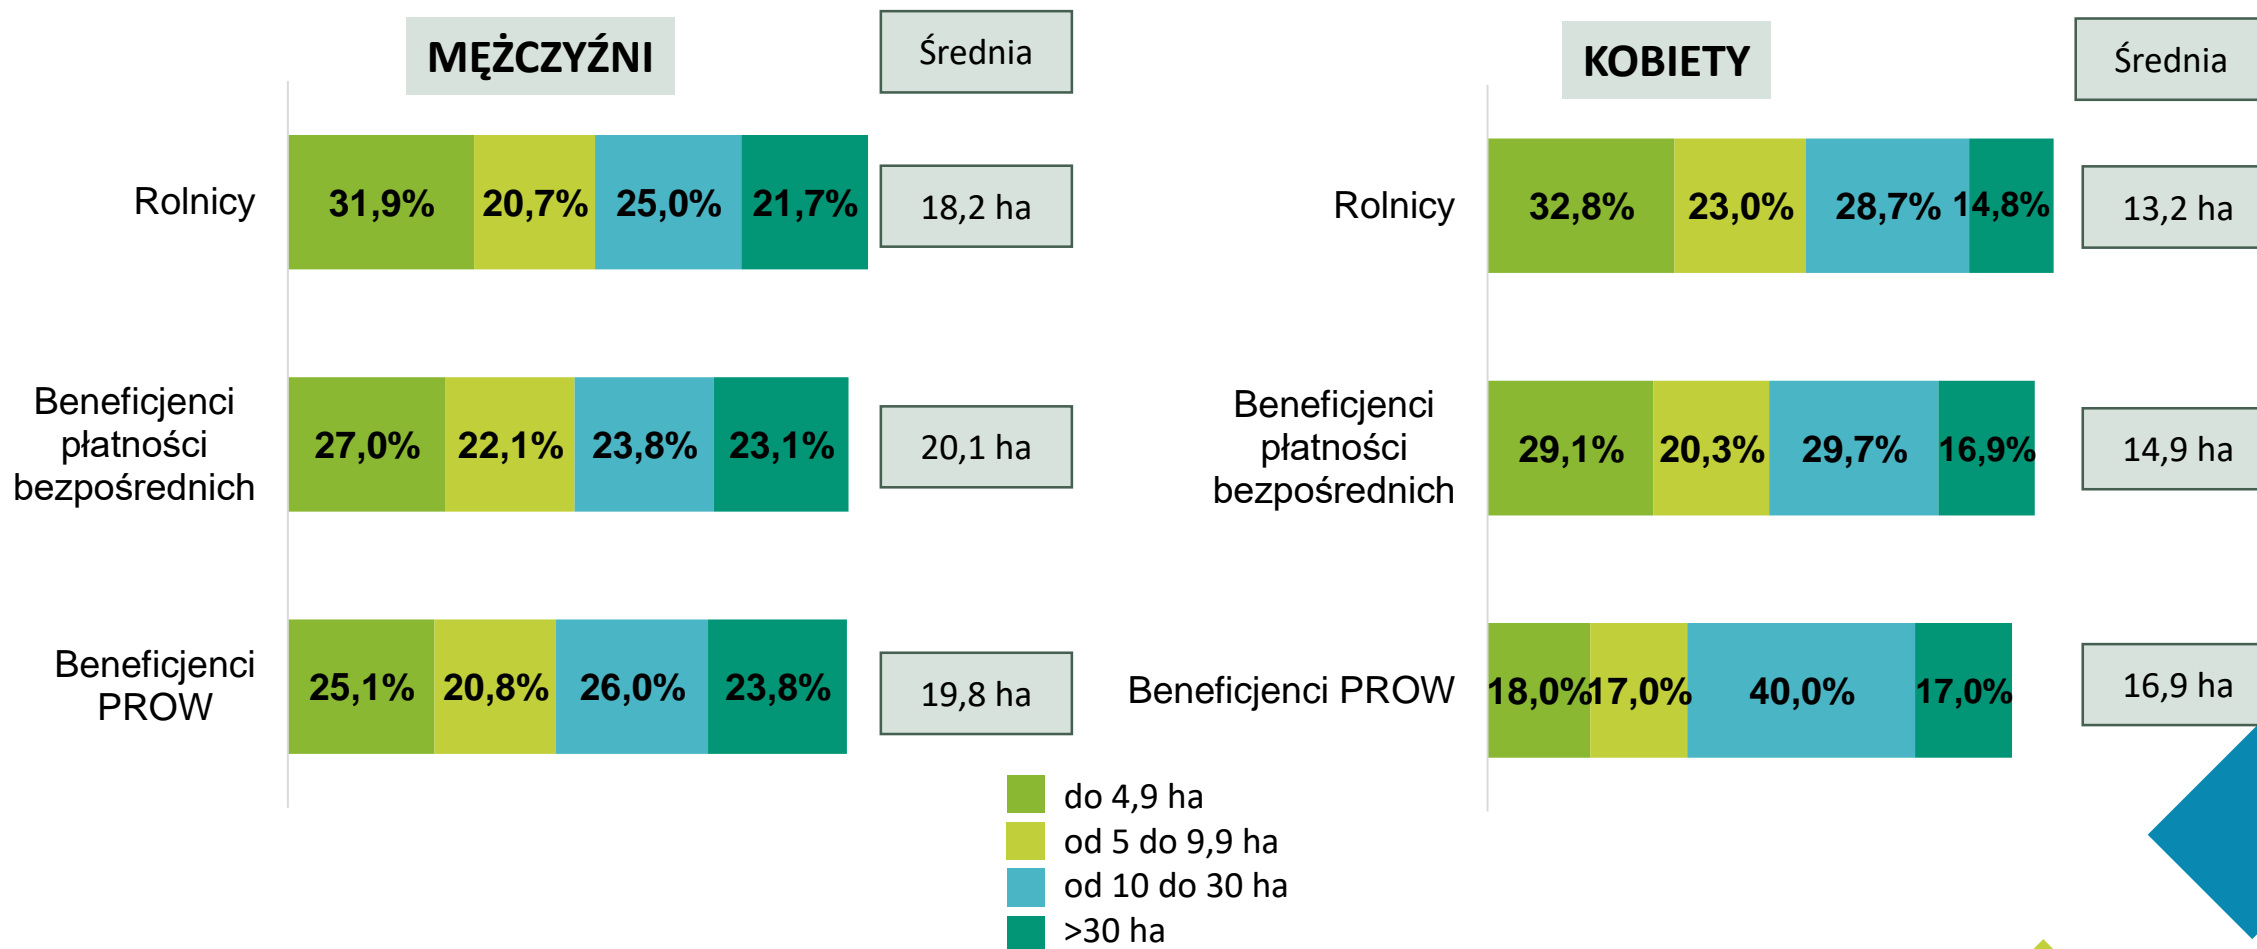 MĘŻCZYŹNI
Średnia
Rolnicy
31,9%
20,7%
25,0%
21,7%
18,2 ha
Beneficjenci
płatności
bezpośrednich
27,0%
22,1%
23,8%
23,1%
20,1 ha
Beneficjenci
PROW
25,1%
20,8%
26,0%
23,8%
19,8 ha
KOBIETY
Średnia
Rolnicy
32,8%
23,0%
28,7%
14,8%
13,2 ha
Beneficjenci
płatności
bezpośrednich
29,1%
20,3%
29,7%
16,9%
14,9 ha
Beneficjenci PROW
18,0%
17,0%
40,0%
17,0%
16,9 ha
do 4,9 ha
od 5 do 9,9 ha
od 10 do 30 ha
>30 ha